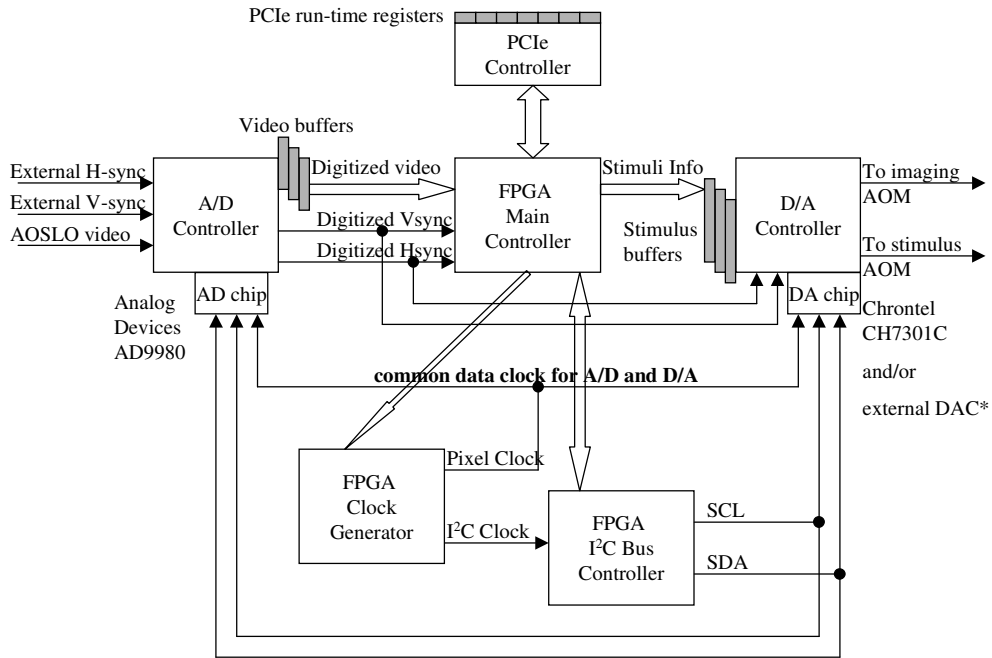 PCIe run-time registers
PCIe
Controller
Video buffers
External H-sync
External V-sync
AOSLO video
A/D
Controller
Digitized video
Digitized Vsync
Digitized Hsync
FPGA
Main
Controller
Stimuli Info
Stimulus
buffers
D/A
Controller
To imaging
AOM
To stimulus
AOM
AD chip
Analog
Devices
AD9980
DA chip
Chrontel
CH7301C
and/or
external DAC*
common data clock for A/D and D/A
FPGA
Clock
Generator
Pixel Clock
I²C Clock
FPGA
I²C Bus
Controller
SCL
SDA